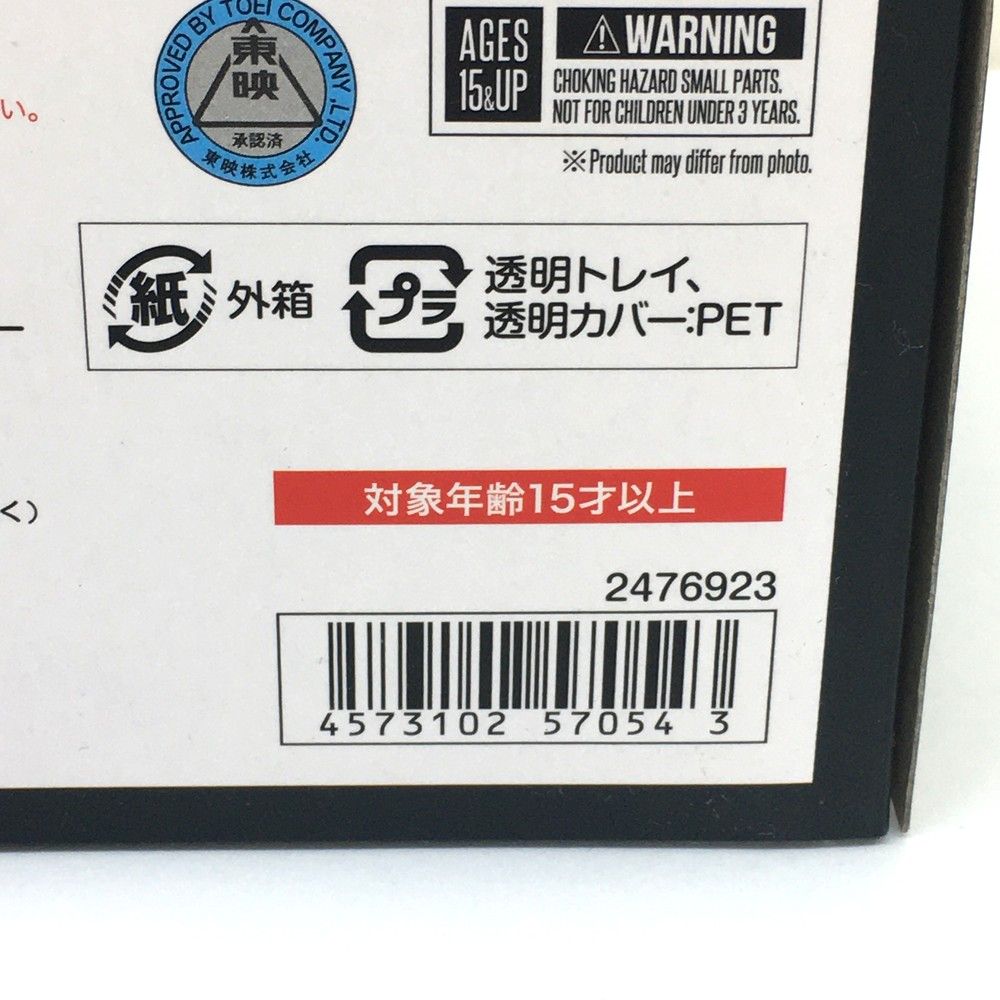 APPROVED BY TOEI COMPANY, LTD.
東映
承認済
東映株式会社
AGES
15&UP
⚠WARNING
CHOKING HAZARD SMALL PARTS.
NOT FOR CHILDREN UNDER 3 YEARS.
※Product may differ from photo.
い。
紙
外箱
プラ
透明トレイ、
透明カバー:PET
ー
く）
対象年齢15才以上
2476923
4573102 57054 3